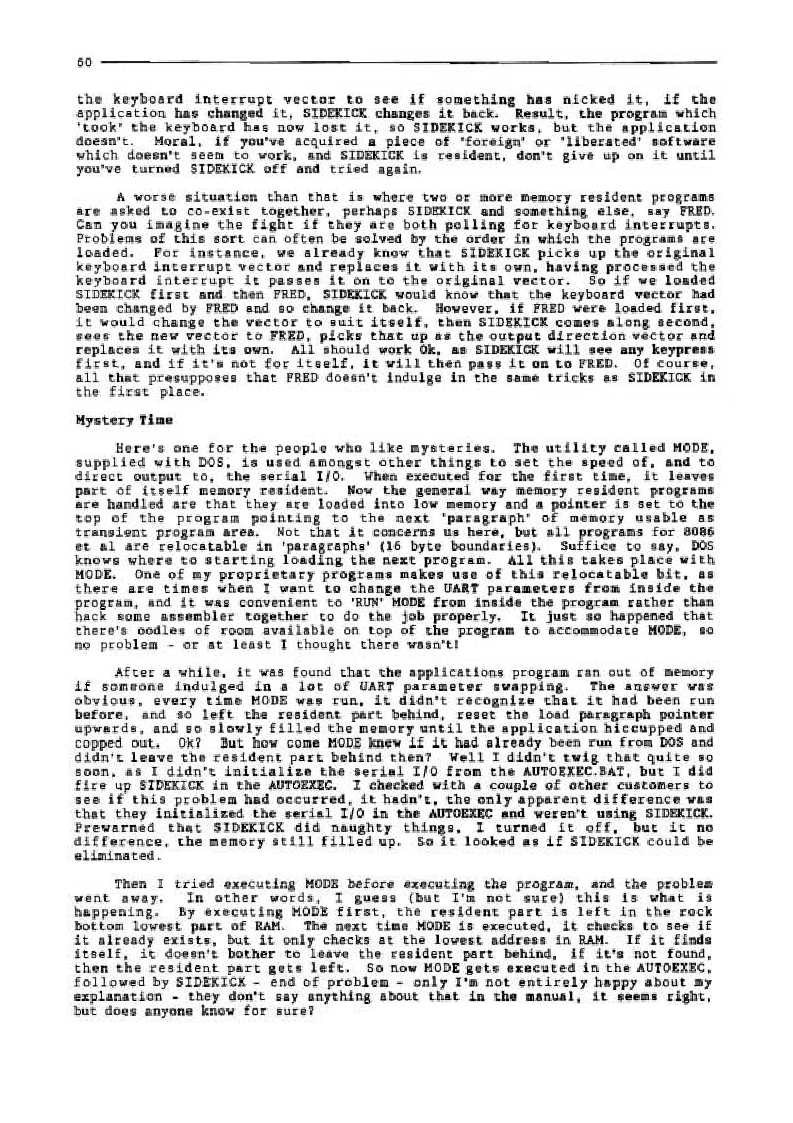 60
the keyboard interrupt vector to see if something has nicked it, if the
application has changed it, SIDEKICK changes it back. Result, the program which
'took' the keyboard has now lost it, so SIDEKICK works, but the application
doesn't. Moral, if you've acquired a piece of 'foreign' or 'liberated' software
which doesn't seem to work, and SIDEKICK is resident, don't give up on it until
you've turned SIDEKICK off and tried again.
A worse situation than that is where two or more memory resident programs
are asked to co-exist together, perhaps SIDEKICK and something else, say FRED.
Can you imagine the fight if they are both polling for keyboard interrupts.
Problems of this sort can often be solved by the order in which the programs are
loaded. For instance, we already know that SIDEKICK picks up the original
keyboard interrupt vector and replaces it with its own, having processed the
keyboard interrupt it passes it on to the original vector. So if we loaded
SIDEKICK first and then FRED, SIDEKICK would know that the keyboard vector had
been changed by FRED and so change it back. However, if FRED were loaded first,
it would change the vector to suit itself, then SIDEKICK comes along second,
sees the new vector to FRED, picks that up as the output direction vector and
replaces it with its own. All should work Ok, as SIDEKICK will see any keypress
first, and if it's not for itself, it will then pass it on to FRED. Of course,
all that presupposes that FRED doesn't indulge in the same tricks as SIDEKICK in
the first place.
Mystery Time
Here's one for the people who like mysteries. The utility called MODE,
supplied with DOS, is used amongst other things to set the speed of, and to
direct output to, the serial I/O. When executed for the first time, it leaves
part of itself memory resident. Now the general way memory resident programs
are handled are that they are loaded into low memory and a pointer is set to the
top of the program pointing to the next 'paragraph' of memory usable as
transient program area. Not that it concerns us here, but all programs for 8086
et al are relocatable in 'paragraphs' (16 byte boundaries). Suffice to say, DOS
knows where to starting loading the next program. All this takes place with
MODE. One of my proprietary programs makes use of this relocatable bit, as
there are times when I want to change the UART parameters from inside the
program, and it was convenient to 'RUN' MODE from inside the program rather than
hack some assembler together to do the job properly. It just so happened that
there's oodles of room available on top of the program to accommodate MODE, so
no problem - or at least I thought there wasn't!
After a while, it was found that the applications program ran out of memory
if someone indulged in a lot of UART parameter swapping. The answer was
obvious, every time MODE was run, it didn't recognize that it had been run
before, and so left the resident part behind, reset the load paragraph pointer
upwards, and so slowly filled the memory until the application hiccupped and
copped out. Ok? But how come MODE knew if it had already been run from DOS and
didn't leave the resident part behind then? Well I didn't twig that quite so
soon, as I didn't initialize the serial I/O from the AUTOEXEC.BAT, but I did
fire up SIDEKICK in the AUTOEXEC. I checked with a couple of other customers to
see if this problem had occurred, it hadn't, the only apparent difference was
that they initialized the serial I/O in the AUTOEXEC and weren't using SIDEKICK.
Prewarned that SIDEKICK did naughty things, I turned it off, but it no
difference, the memory still filled up. So it looked as if SIDEKICK could be
eliminated.
Then I tried executing MODE before executing the program, and the problem
went away. In other words, I guess (but I'm not sure) this is what is
happening. By executing MODE first, the resident part is left in the rock
bottom lowest part of RAM. The next time MODE is executed, it checks to see if
it already exists, but it only checks at the lowest address in RAM. If it finds
itself, it doesn't bother to leave the resident part behind, if it's not found,
then the resident part gets left. So now MODE gets executed in the AUTOEXEC,
followed by SIDEKICK - end of problem - only I'm not entirely happy about my
explanation - they don't say anything about that in the manual, it seems right,
but does anyone know for sure?